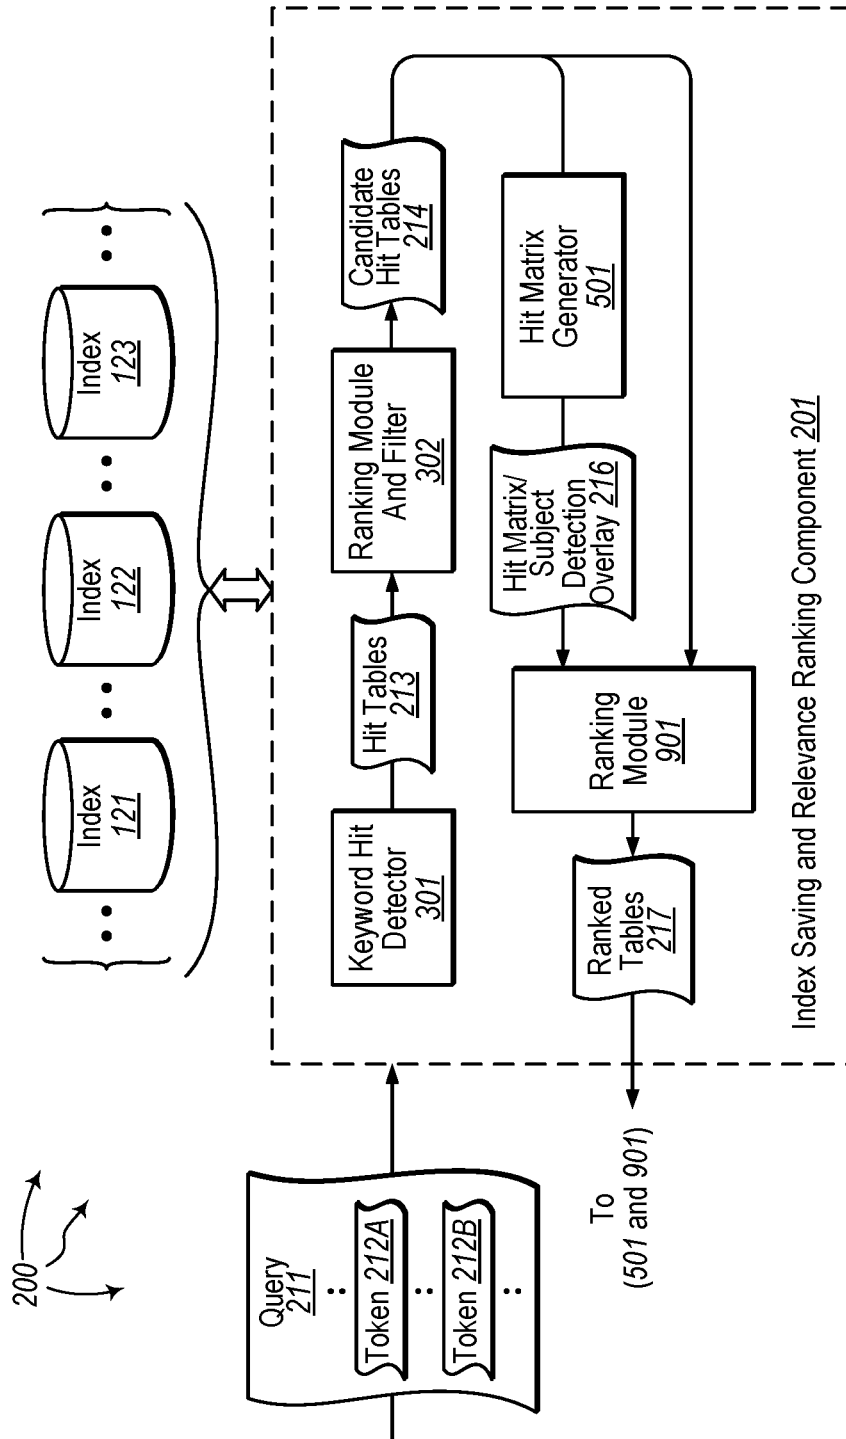 200
Index
121
Index
122
Index
123
Query
211
Token 212A
Token 212B
Keyword Hit
Detector
301
Hit Tables
213
Ranking Module
And Filter
302
Candidate
Hit Tables
214
Hit Matrix
Generator
501
Hit Matrix/
Subject
Detection
Overlay 216
Ranking
Module
901
Ranked
Tables
217
To
(501 and 901)
Index Saving and Relevance Ranking Component 201